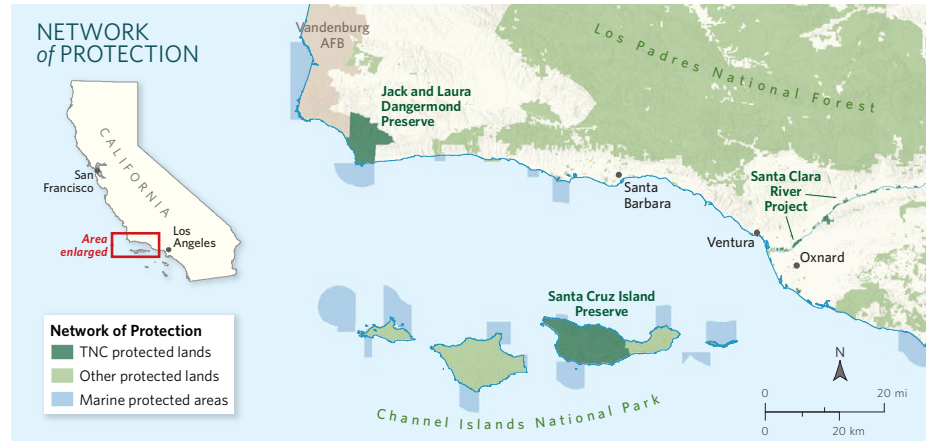 NETWORK
of PROTECTION
CALIFORNIA
San
Francisco
Los
Angeles
Area
enlarged
Network of Protection
TNC protected lands
Other protected lands
Marine protected areas
Vandenburg
AFB
Jack and Laura
Dangermond
Preserve
Los Padres National Forest
Santa Clara
River
Project
Santa
Barbara
Ventura
Oxnard
Santa Cruz Island
Preserve
Channel Islands National Park
N
0
20 mi
0
20 km